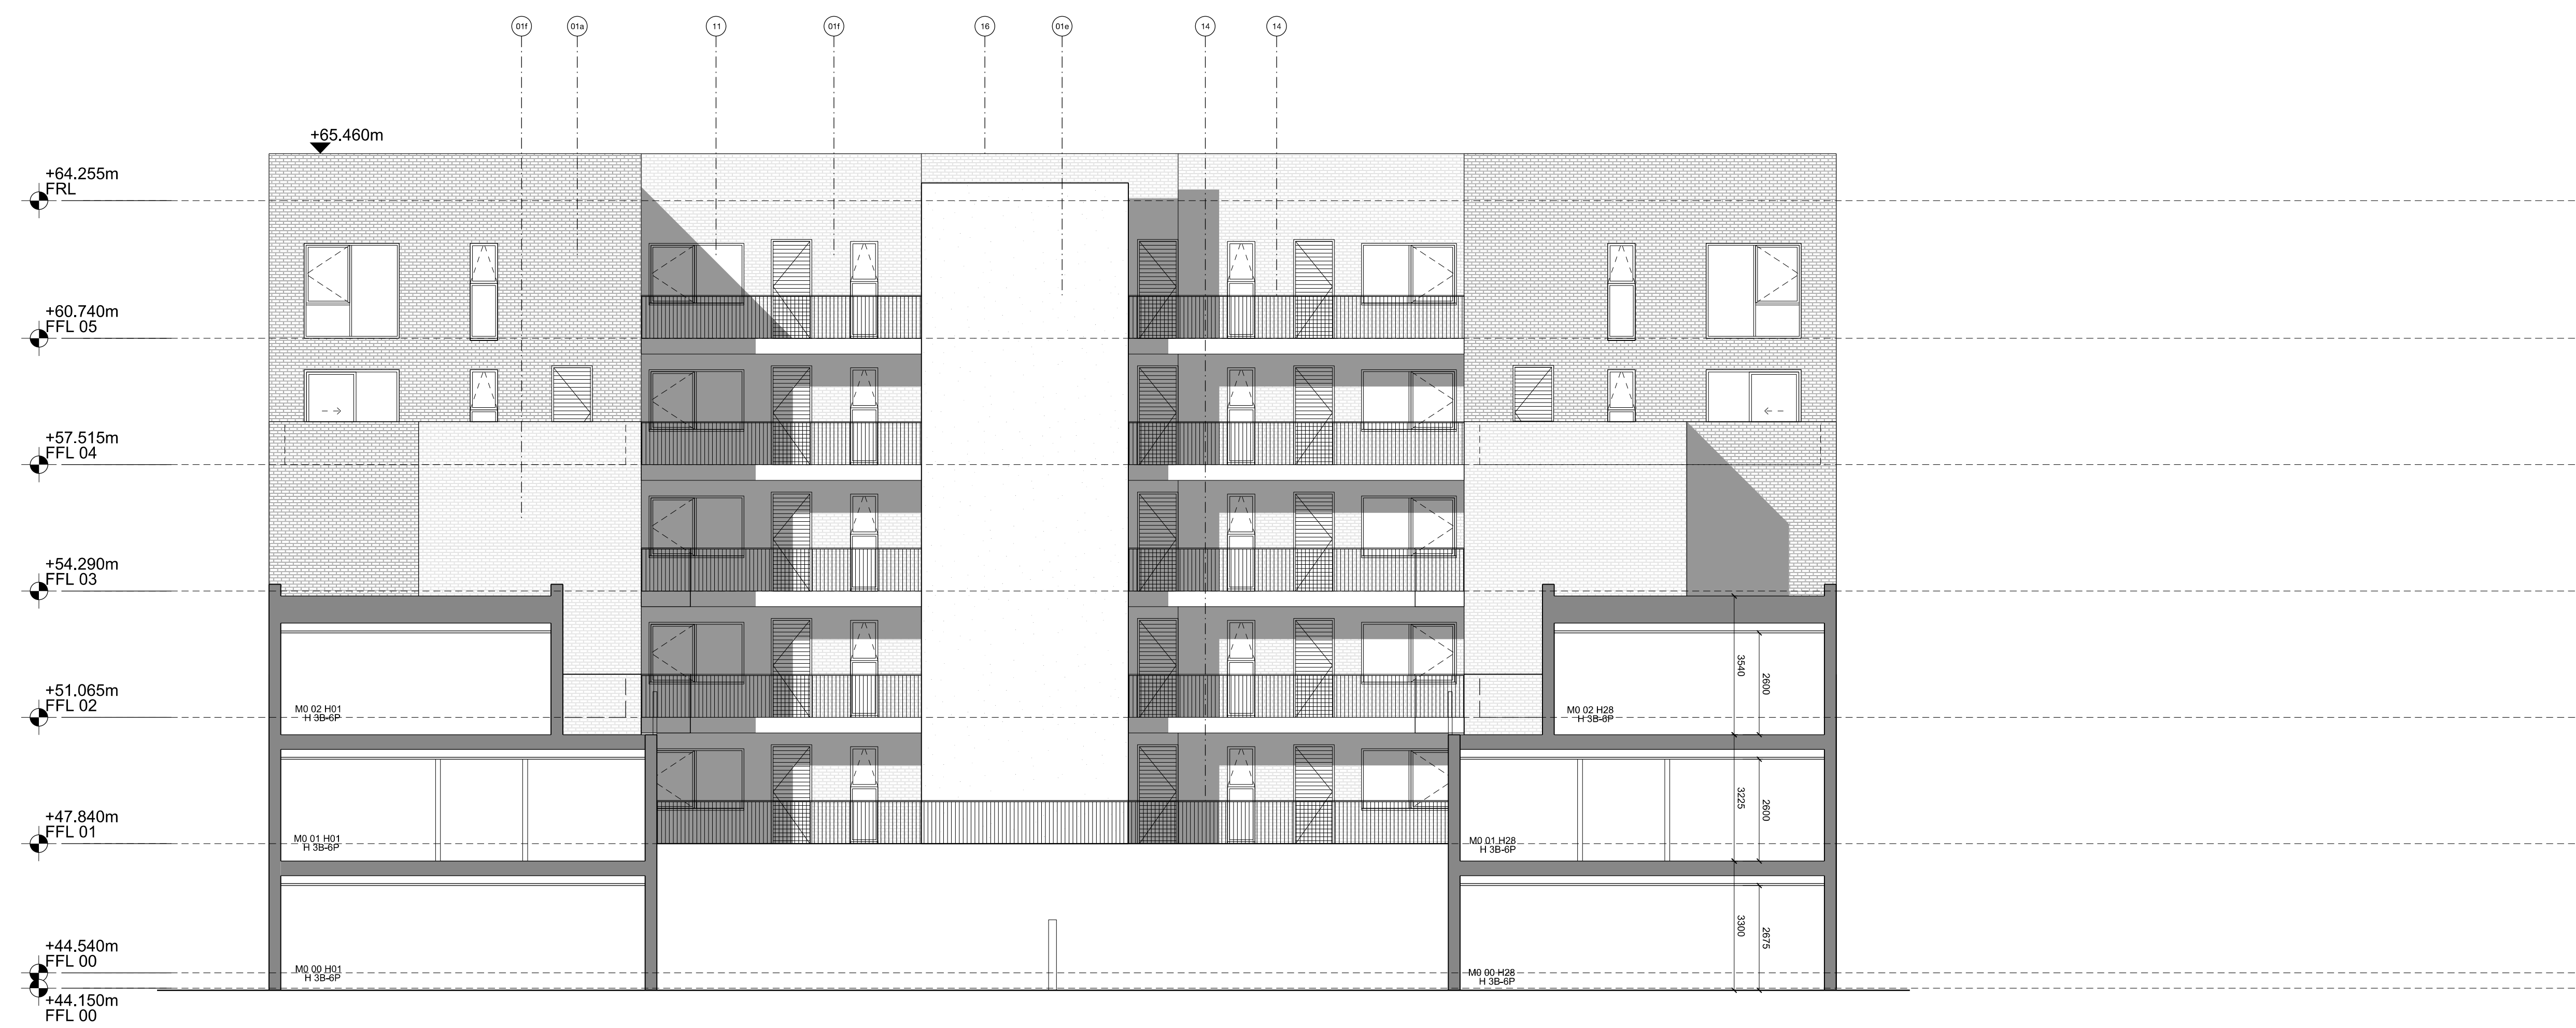 01f
01a
11
01f
16
01e
14
14
+65.460m
+64.255m
FRL
+60.740m
FFL 05
+57.515m
FFL 04
+54.290m
FFL 03
+51.065m
FFL 02
+47.840m
FFL 01
+44.540m
FFL 00
+44.150m
FFL 00
M0 02 H01
H 3B-6P
M0 01 H01
H 3B-6P
M0 00 H01
H 3B-6P
M0 02 H28
H 3B-6P
M0 01 H28
H 3B-6P
M0 00 H28
H 3B-6P
3540
2600
3225
2600
3300
2675